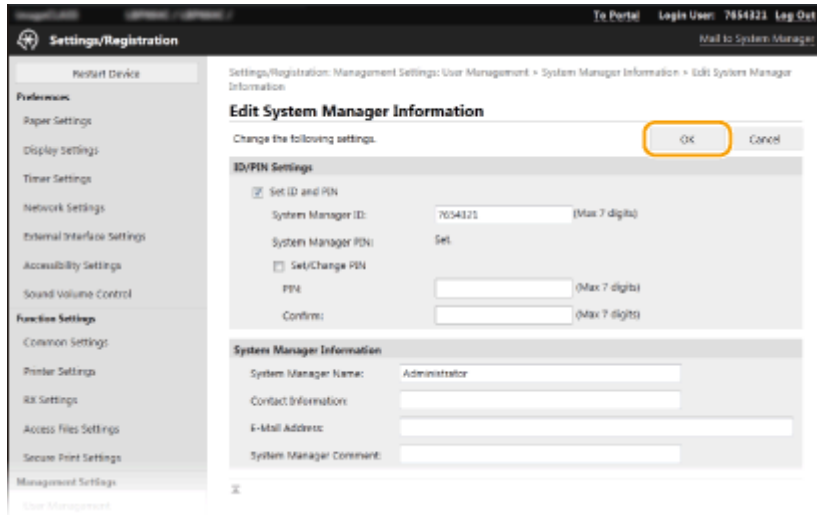 To Portal Login User: 7654321 Log Out
Settings/Registration Mail to System Manager
Restart Device
Preferences
Paper Settings
Display Settings
Timer Settings
Network Settings
External Interface Settings
Accessibility Settings
Sound Volume Control
Function Settings
Common Settings
Printer Settings
RX Settings
Access Files Settings
Secure Print Settings
Management Settings
User Management
Settings/Registration: Management Settings: User Management > System Manager Information > Edit System Manager
Information
Edit System Manager Information
Change the following settings. OK Cancel
ID/PIN Settings
Set ID and PIN
System Manager ID: 7654321 (Max 7 digits)
System Manager PIN: Set.
Set/Change PIN
PIN: (Max 7 digits)
Confirm: (Max 7 digits)
System Manager Information
System Manager Name: Administrator
Contact Information:
E-Mail Address:
System Manager Comment: